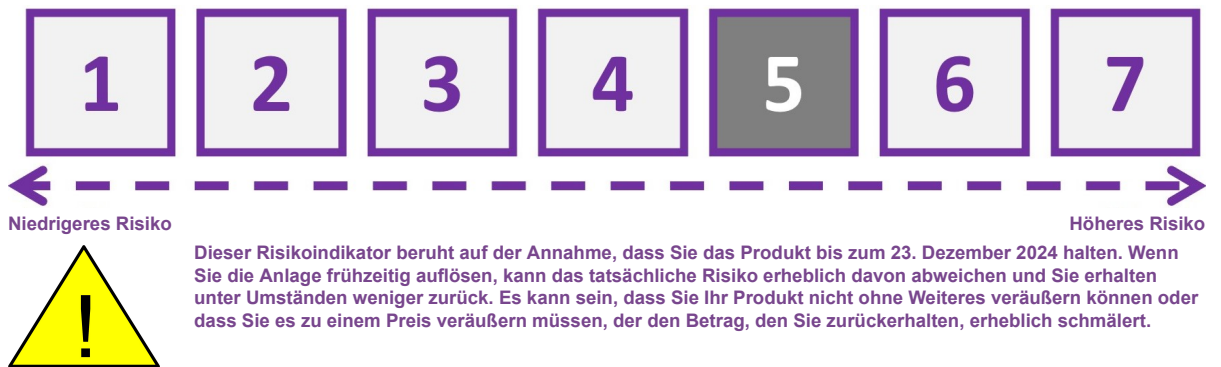 1 2 3 4 5 6 7
Niedrigeres Risiko Höheres Risiko
Dieser Risikoindikator beruht auf der Annahme, dass Sie das Produkt bis zum 23. Dezember 2024 halten. Wenn
Sie die Anlage frühzeitig auflösen, kann das tatsächliche Risiko erheblich davon abweichen und Sie erhalten
unter Umständen weniger zurück. Es kann sein, dass Sie Ihr Produkt nicht ohne Weiteres veräußern können oder
dass Sie es zu einem Preis veräußern müssen, der den Betrag, den Sie zurückerhalten, erheblich schmälert.
!